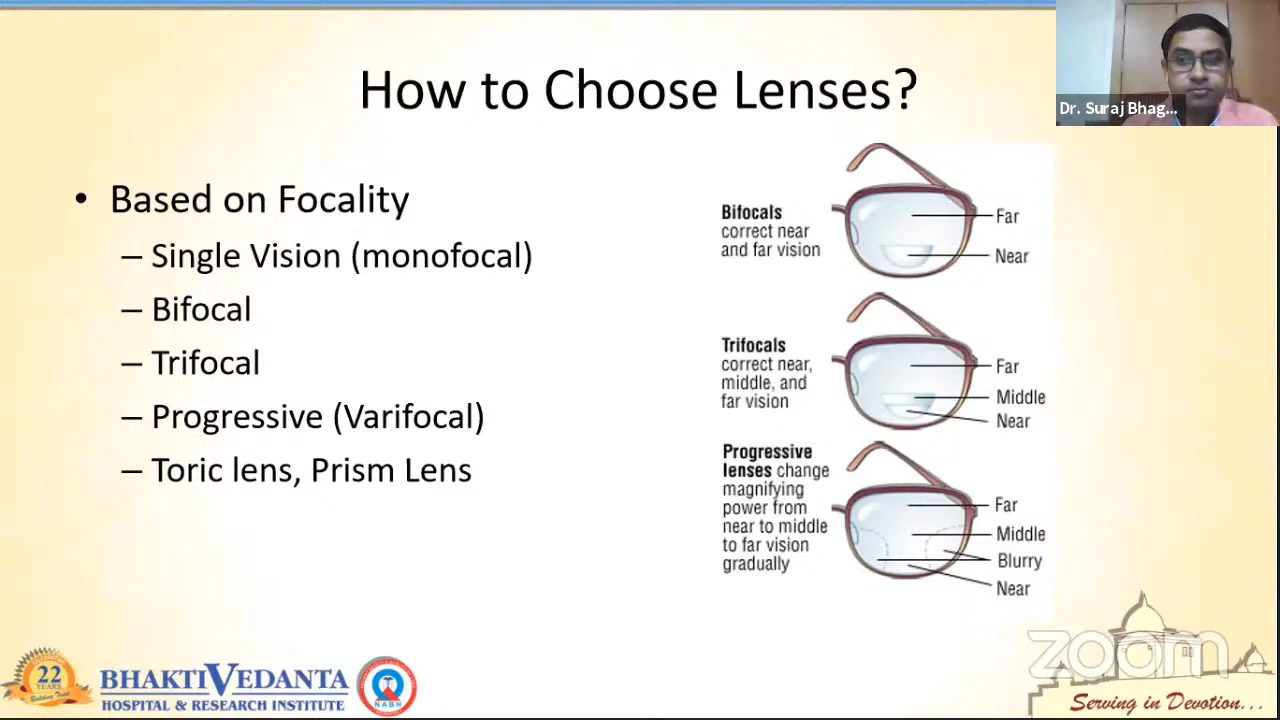 How to Choose Lenses?
Dr. Suraj Bhag...
• Based on Focality
– Single Vision (monofocal)
– Bifocal
– Trifocal
– Progressive (Varifocal)
– Toric lens, Prism Lens
Bifocals
correct near
and far vision
Far
Near
Trifocals
correct near,
middle, and
far vision
Far
Middle
Near
Progressive
lenses change
magnifying
power from
near to middle
to far vision
gradually
Far
Middle
Blurry
Near
zoom
22
YEARS
Building Trust
BHAKTIVEDANTA
HOSPITAL & RESEARCH INSTITUTE
NABH
Serving in Devotion...